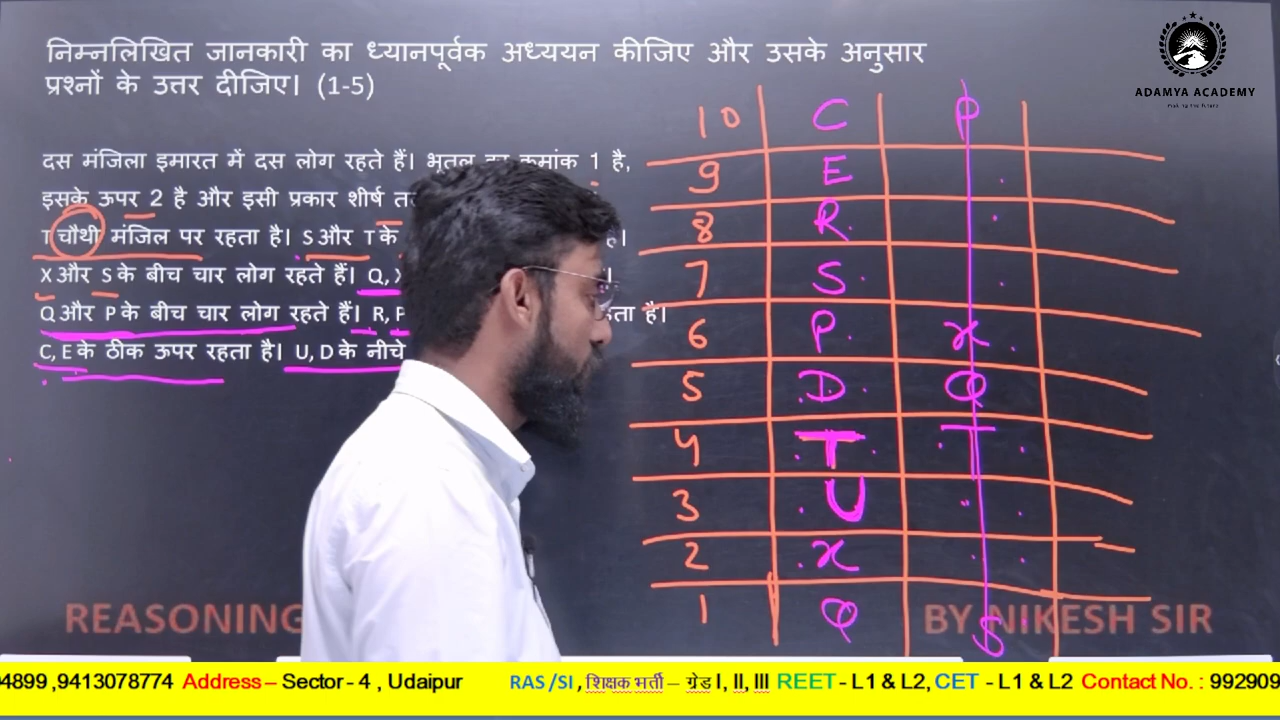 निम्नलिखित जानकारी का ध्यानपूर्वक अध्ययन कीजिए और उसके अनुसार
प्रश्नों के उत्तर दीजिए। (1-5)
ADAMYA ACADEMY
दस मंजिला इमारत में दस लोग रहते हैं। भूतल का क्रमांक 1 है,
इसके ऊपर 2 है और इसी प्रकार शीर्ष
T चौथी मंजिल पर रहता है। S और T के
X और S के बीच चार लोग रहते हैं। Q,
Q और P के बीच चार लोग रहते हैं। R, है।
C, E के ठीक ऊपर रहता है। U, D के नीचे
10 C P
9 E
8 R
7 S
6 P x
5 D Q
4 T T
3 U
2 x
1 Q S
REASONING BY NIKESH SIR
94899 ,9413078774 Address – Sector - 4 , Udaipur RAS /SI , शिक्षक भर्ती – ग्रेड I, II, III REET - L1 & L2, CET - L1 & L2 Contact No. : 992909